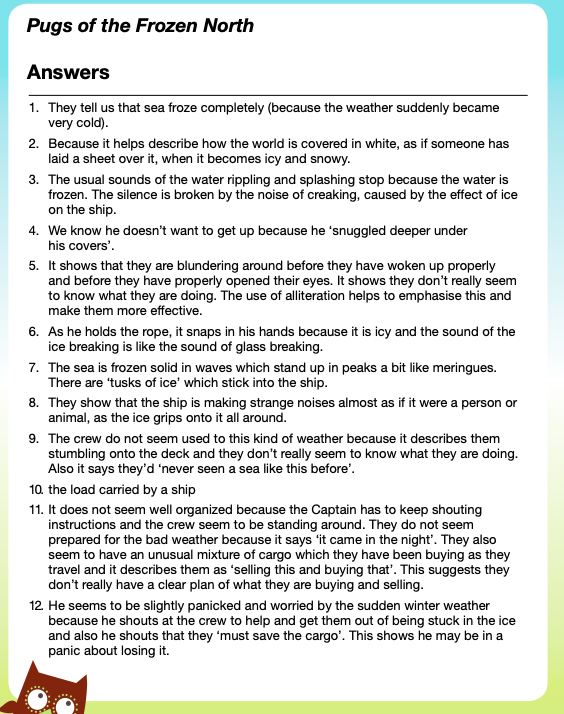 Pugs of the Frozen North
Answers
1. They tell us that sea froze completely (because the weather suddenly became
very cold).
2. Because it helps describe how the world is covered in white, as if someone has
laid a sheet over it, when it becomes icy and snowy.
3. The usual sounds of the water rippling and splashing stop because the water is
frozen. The silence is broken by the noise of creaking, caused by the effect of ice
on the ship.
4. We know he doesn’t want to get up because he ‘snuggled deeper under
his covers’.
5. It shows that they are blundering around before they have woken up properly
and before they have properly opened their eyes. It shows they don’t really seem
to know what they are doing. The use of alliteration helps to emphasise this and
make them more effective.
6. As he holds the rope, it snaps in his hands because it is icy and the sound of the
ice breaking is like the sound of glass breaking.
7. The sea is frozen solid in waves which stand up in peaks a bit like meringues.
There are ‘tusks of ice’ which stick into the ship.
8. They show that the ship is making strange noises almost as if it were a person or
animal, as the ice grips onto it all around.
9. The crew do not seem used to this kind of weather because it describes them
stumbling onto the deck and they don’t really seem to know what they are doing.
Also it says they’d ‘never seen a sea like this before’.
10. the load carried by a ship
11. It does not seem well organized because the Captain has to keep shouting
instructions and the crew seem to be standing around. They do not seem
prepared for the bad weather because it says ‘it came in the night’. They also
seem to have an unusual mixture of cargo which they have been buying as they
travel and it describes them as ‘selling this and buying that’. This suggests they
don’t really have a clear plan of what they are buying and selling.
12. He seems to be slightly panicked and worried by the sudden winter weather
because he shouts at the crew to help and get them out of being stuck in the ice
and also he shouts that they ‘must save the cargo’. This shows he may be in a
panic about losing it.